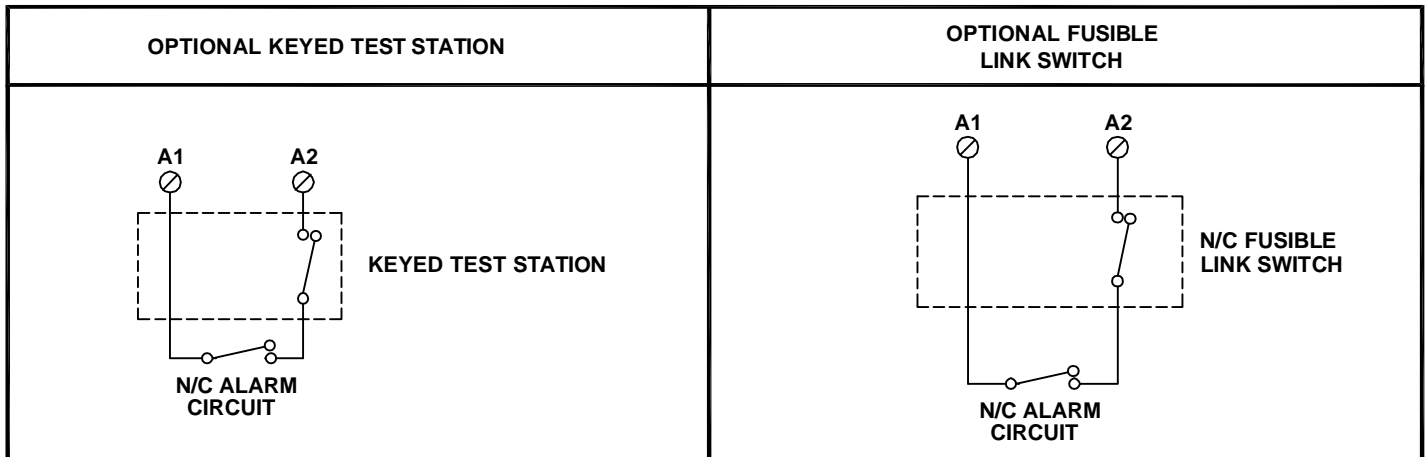 OPTIONAL KEYED TEST STATION
OPTIONAL FUSIBLE
LINK SWITCH
A1
A2
KEYED TEST STATION
N/C ALARM
CIRCUIT
A1
A2
N/C FUSIBLE
LINK SWITCH
N/C ALARM
CIRCUIT